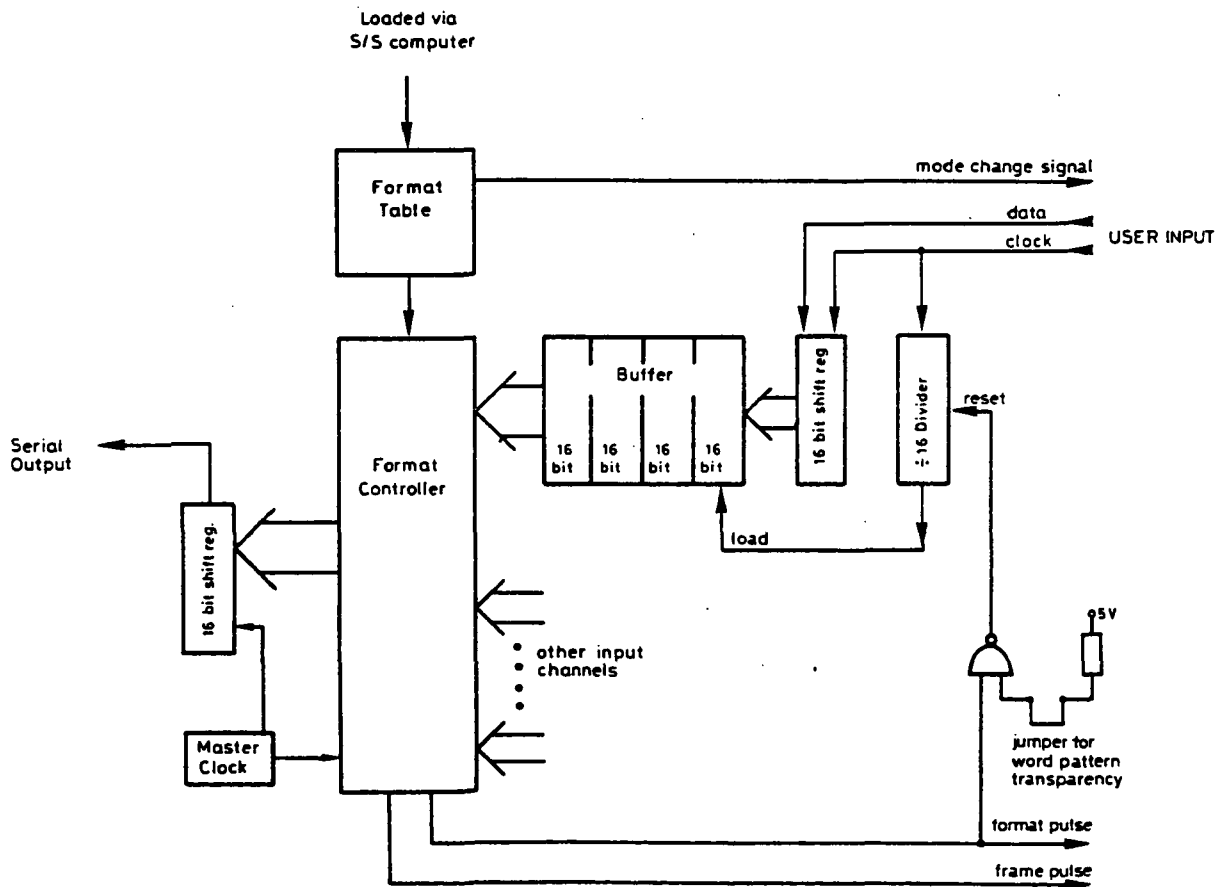 Loaded via
S/S computer
Format
Table
mode change signal
data
clock
USER INPUT
Buffer
16 bit shift reg
÷16 Divider
reset
16
bit
16
bit
16
bit
16
bit
load
Serial
Output
Format
Controller
16 bit shift reg.
other input
channels
5V
Master
Clock
jumper for
word pattern
transparency
format pulse
frame pulse